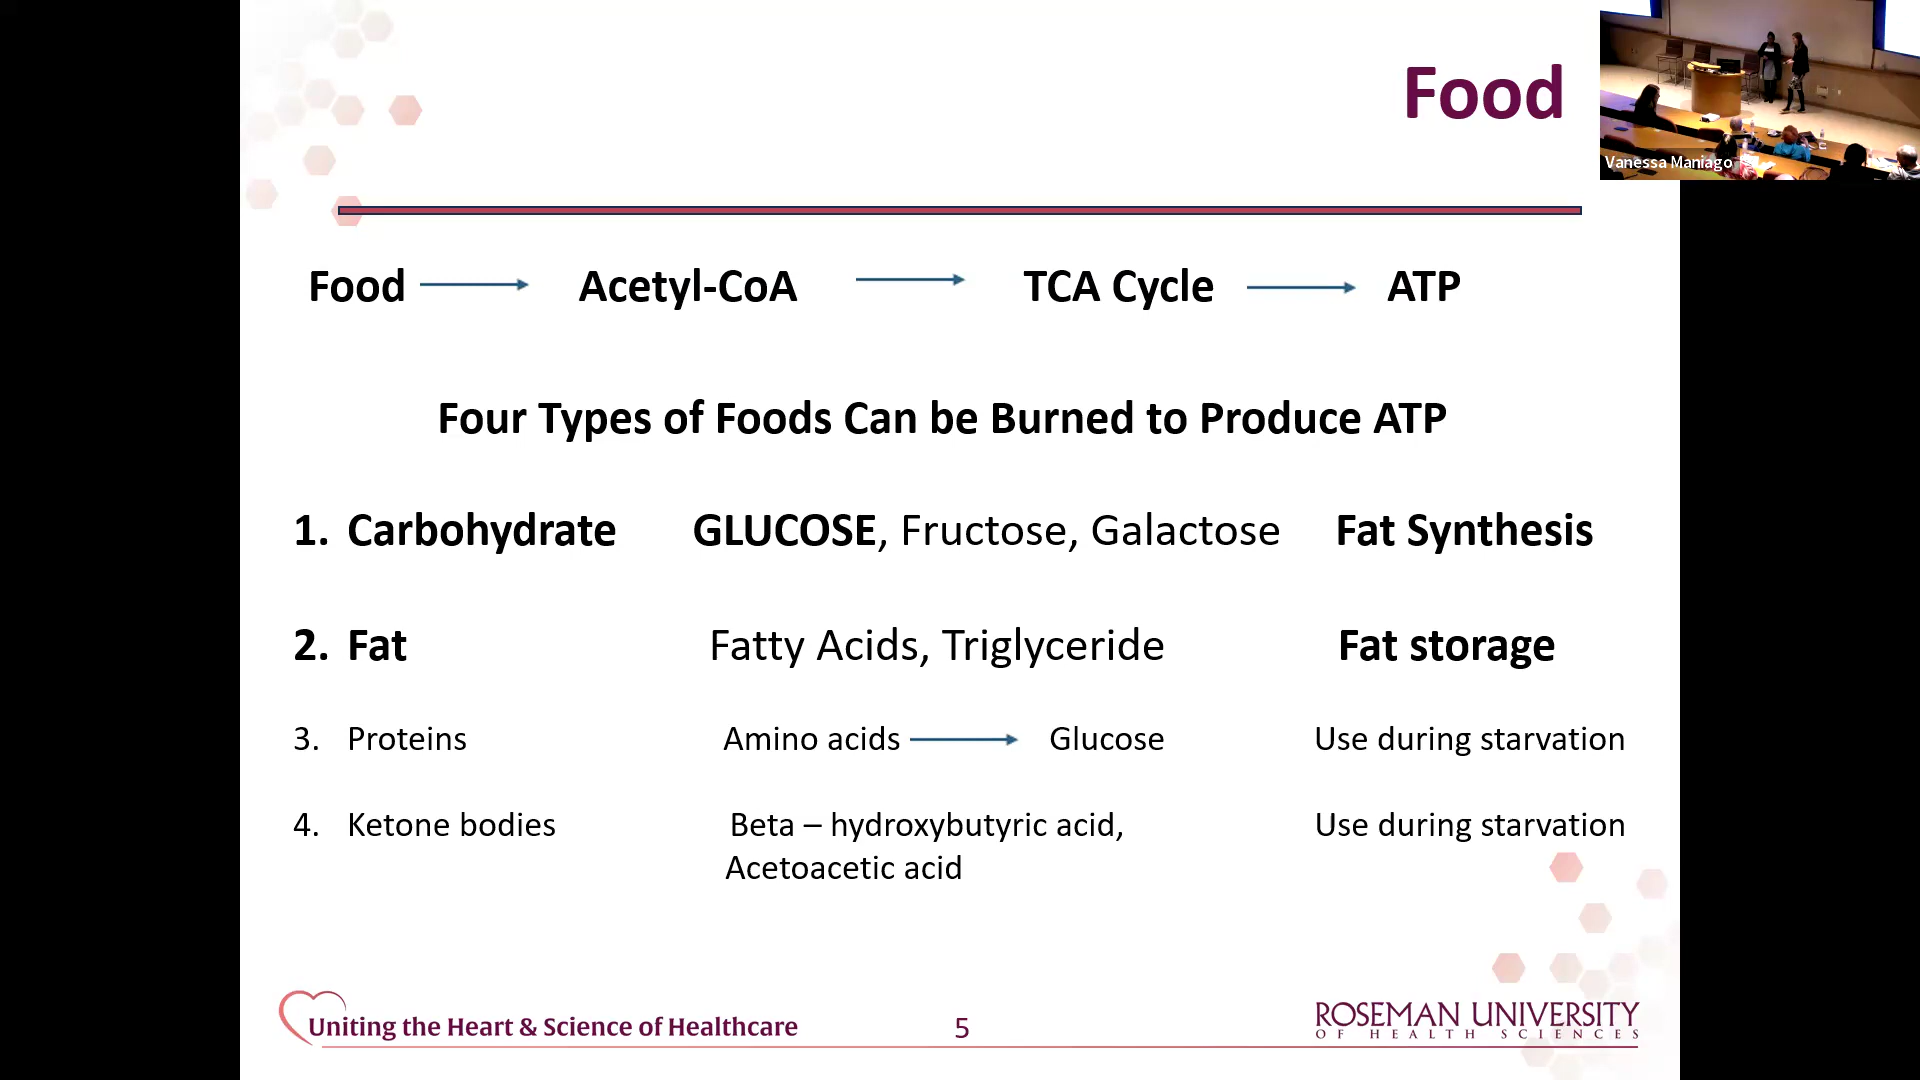 Food
Vanessa Maniago
Food → Acetyl-CoA → TCA Cycle → ATP
Four Types of Foods Can be Burned to Produce ATP
1. Carbohydrate GLUCOSE, Fructose, Galactose Fat Synthesis
2. Fat Fatty Acids, Triglyceride Fat storage
3. Proteins Amino acids → Glucose Use during starvation
4. Ketone bodies Beta – hydroxybutyric acid, Use during starvation
Acetoacetic acid
Uniting the Heart & Science of Healthcare
5
ROSEMAN UNIVERSITY
OF HEALTH SCIENCES